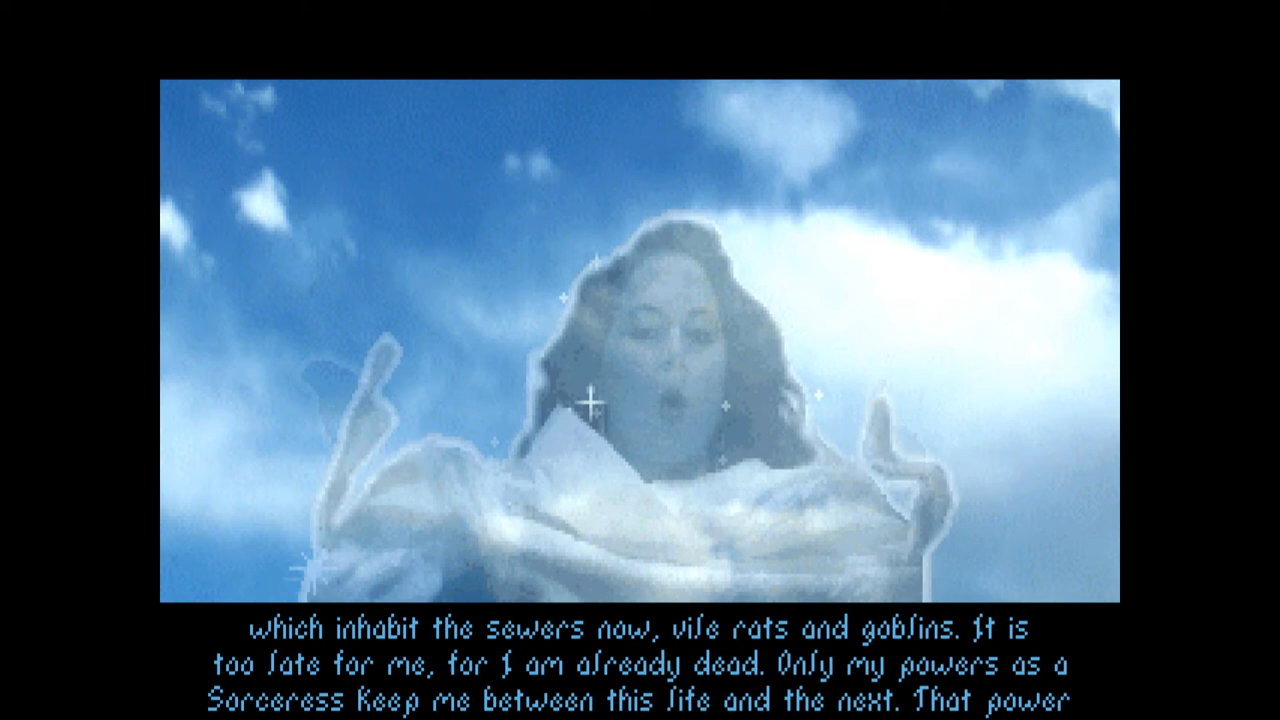 which inhabit the sewers now, vile rats and goblins. It is
too late for me, for I am already dead. Only my powers as a
Sorceress keep me between this life and the next. That power